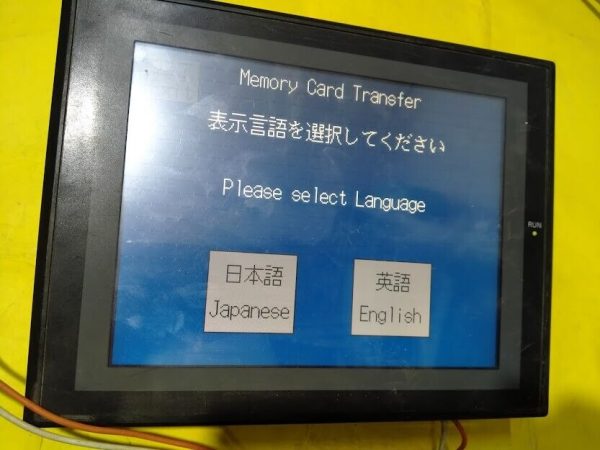 Memory Card Transfer
表示言語を選択してください
Please select Language
RUN
日本語
Japanese
英語
English